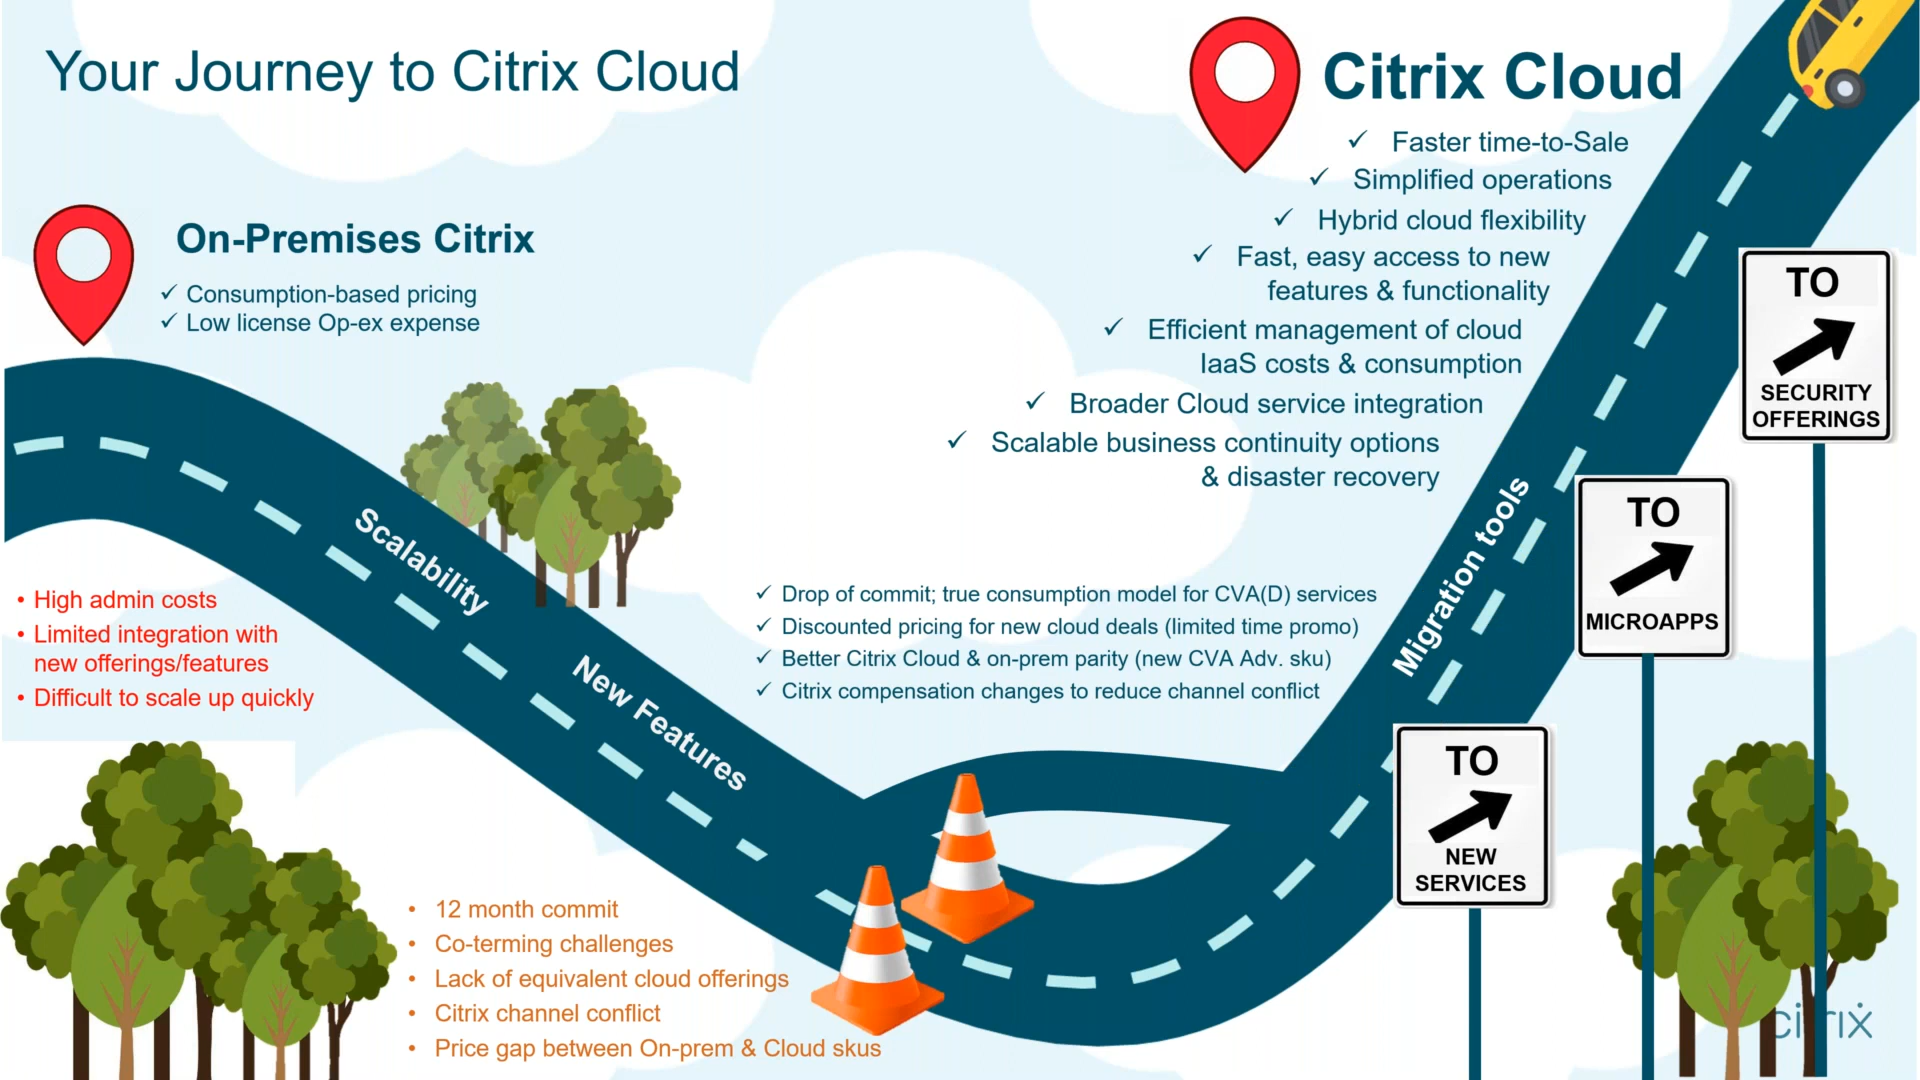 Your Journey to Citrix Cloud
Citrix Cloud
✓ Faster time-to-Sale
✓ Simplified operations
✓ Hybrid cloud flexibility
✓ Fast, easy access to new
features & functionality
✓ Efficient management of cloud
IaaS costs & consumption
✓ Broader Cloud service integration
✓ Scalable business continuity options
& disaster recovery
On-Premises Citrix
✓ Consumption-based pricing
✓ Low license Op-ex expense
• High admin costs
• Limited integration with
new offerings/features
• Difficult to scale up quickly
Scalability
New Features
✓ Drop of commit; true consumption model for CVA(D) services
✓ Discounted pricing for new cloud deals (limited time promo)
✓ Better Citrix Cloud & on-prem parity (new CVA Adv. sku)
✓ Citrix compensation changes to reduce channel conflict
• 12 month commit
• Co-terming challenges
• Lack of equivalent cloud offerings
• Citrix channel conflict
• Price gap between On-prem & Cloud skus
Migration tools
TO
SECURITY
OFFERINGS
TO
MICROAPPS
TO
NEW
SERVICES
citrix